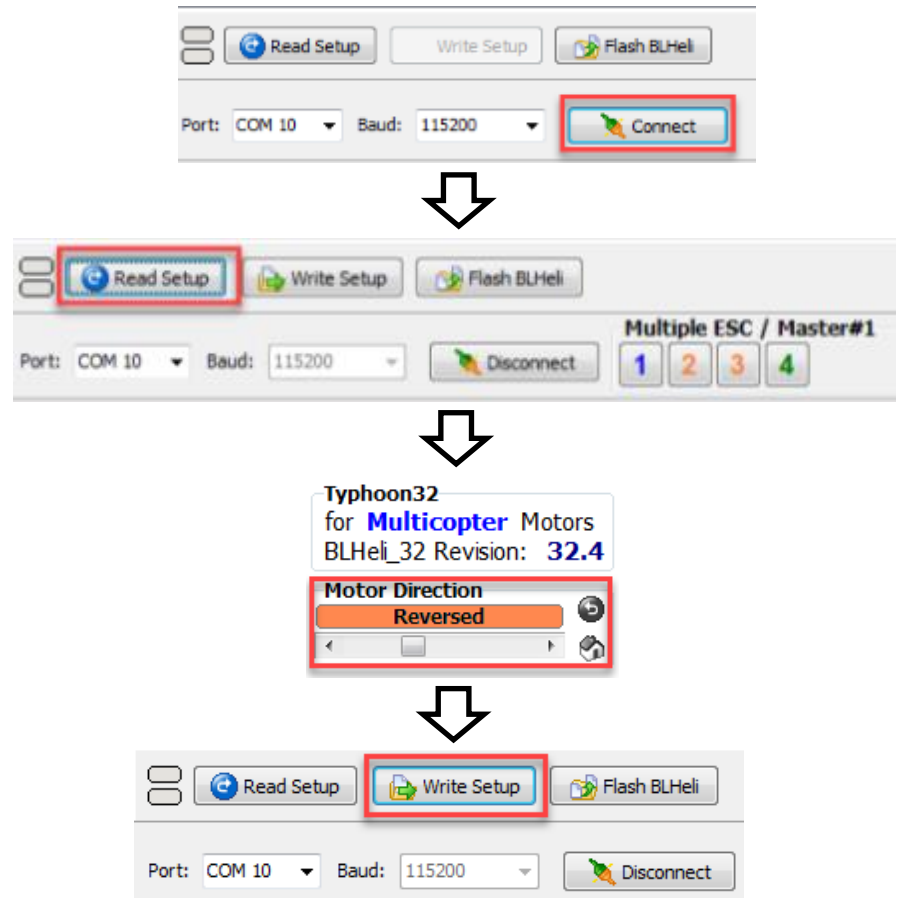 Read Setup Write Setup Flash BLHeli
Port: COM 10 Baud: 115200 Connect
Read Setup Write Setup Flash BLHeli
Multiple ESC / Master#1
Port: COM 10 Baud: 115200 Disconnect 1 2 3 4
Typhoon32
for Multicopter Motors
BLHeli_32 Revision: 32.4
Motor Direction
Reversed
Read Setup Write Setup Flash BLHeli
Port: COM 10 Baud: 115200 Disconnect